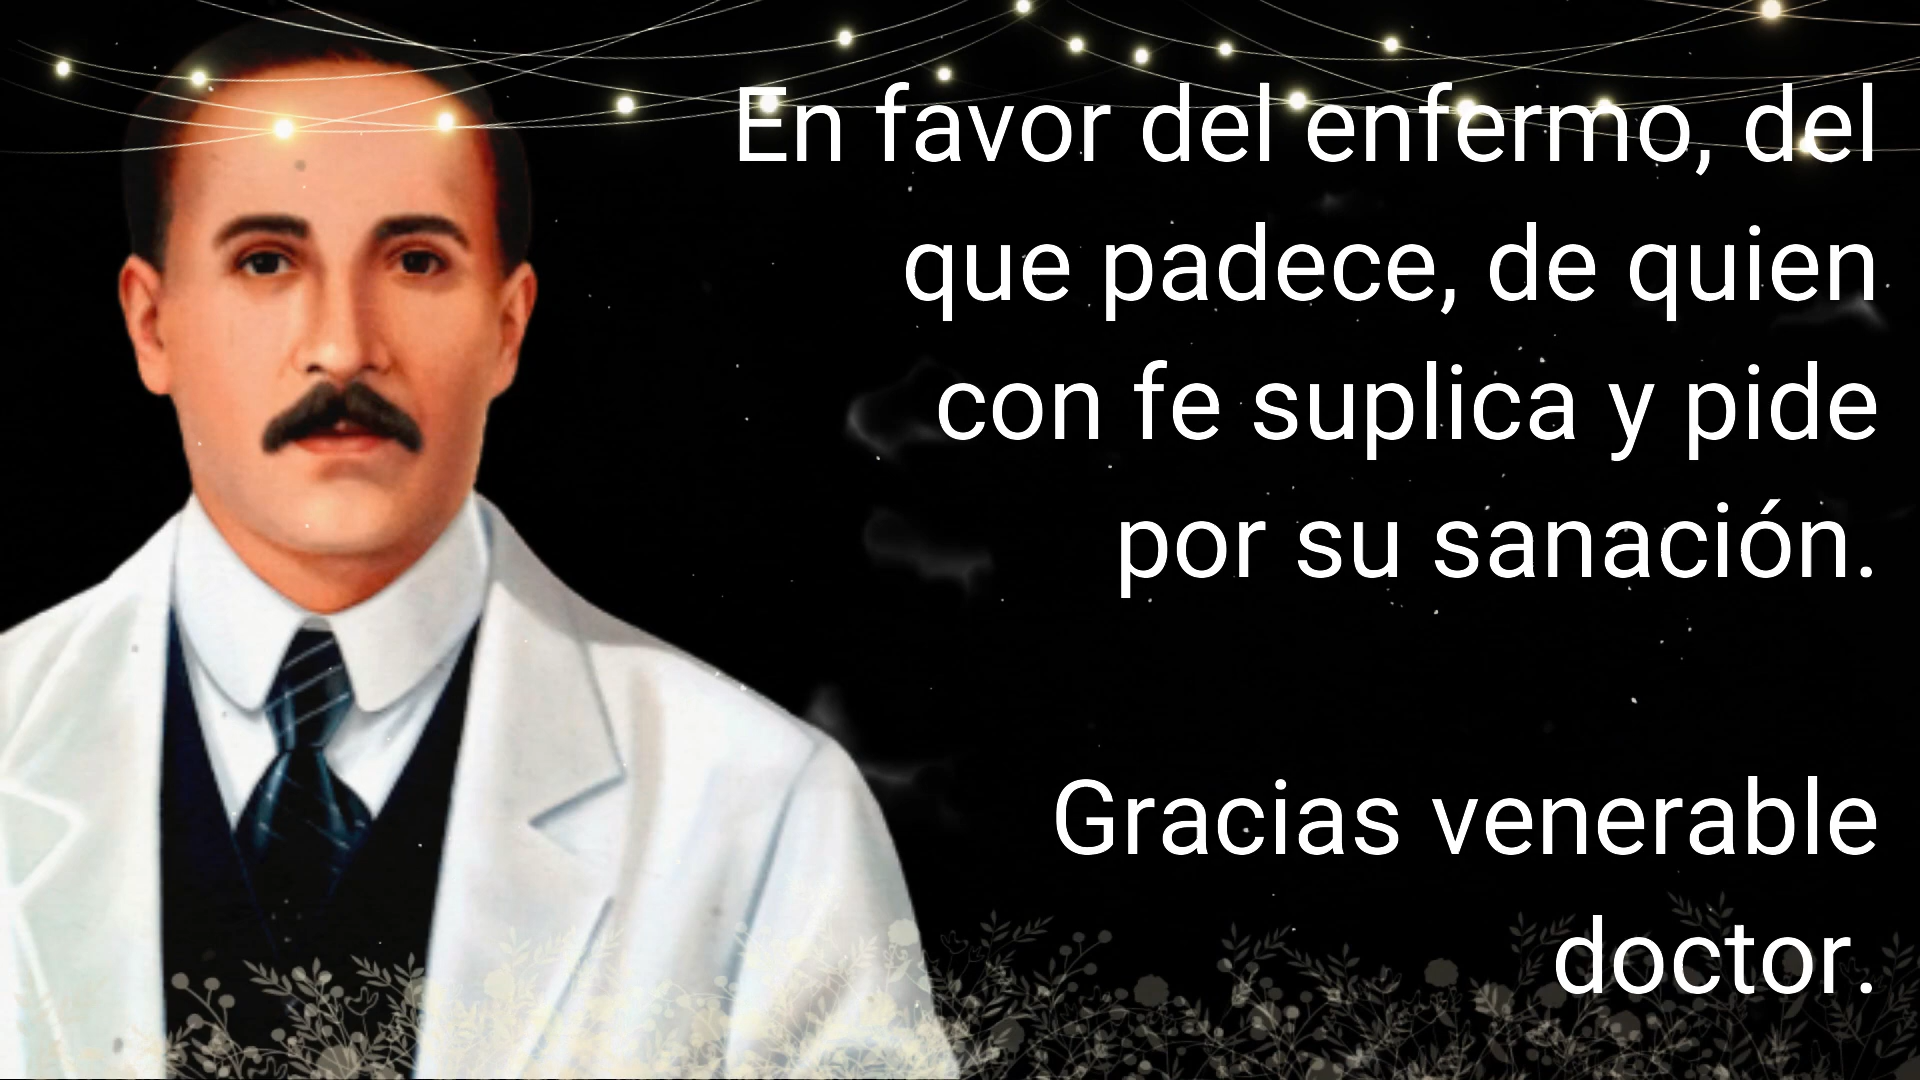 En favor del enfermo, del
que padece, de quien
con fe suplica y pide
por su sanación.
Gracias venerable
doctor.